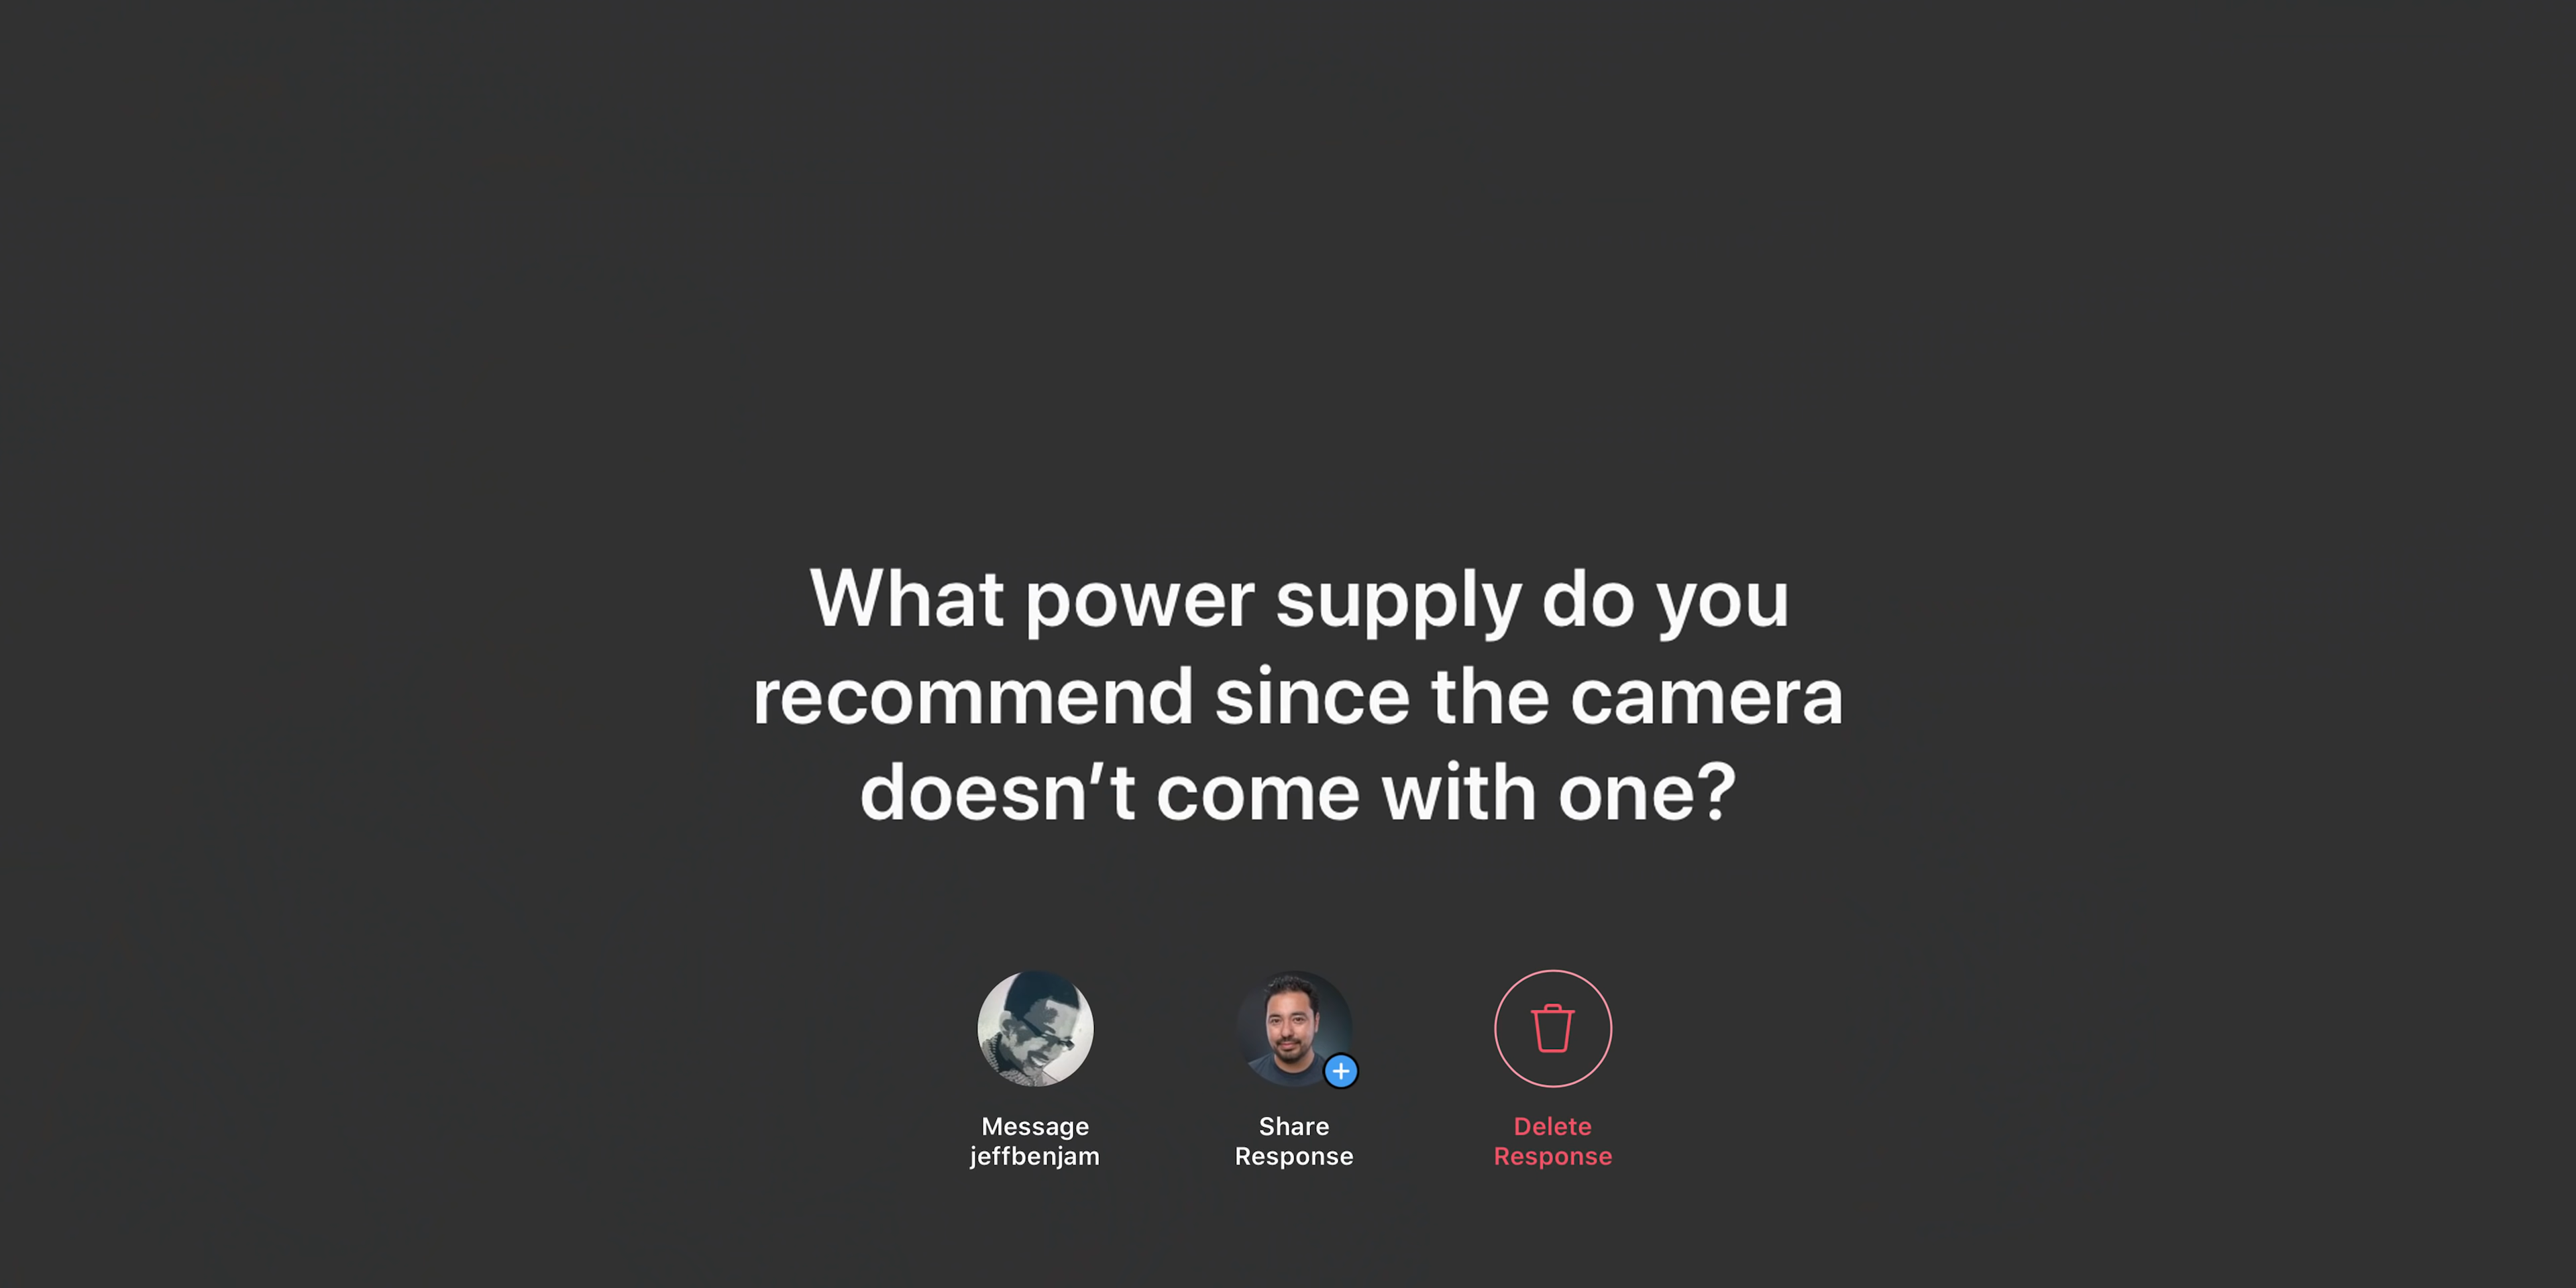 What power supply do you
recommend since the camera
doesn’t come with one?
Message
jeffbenjam
Share
Response
Delete
Response